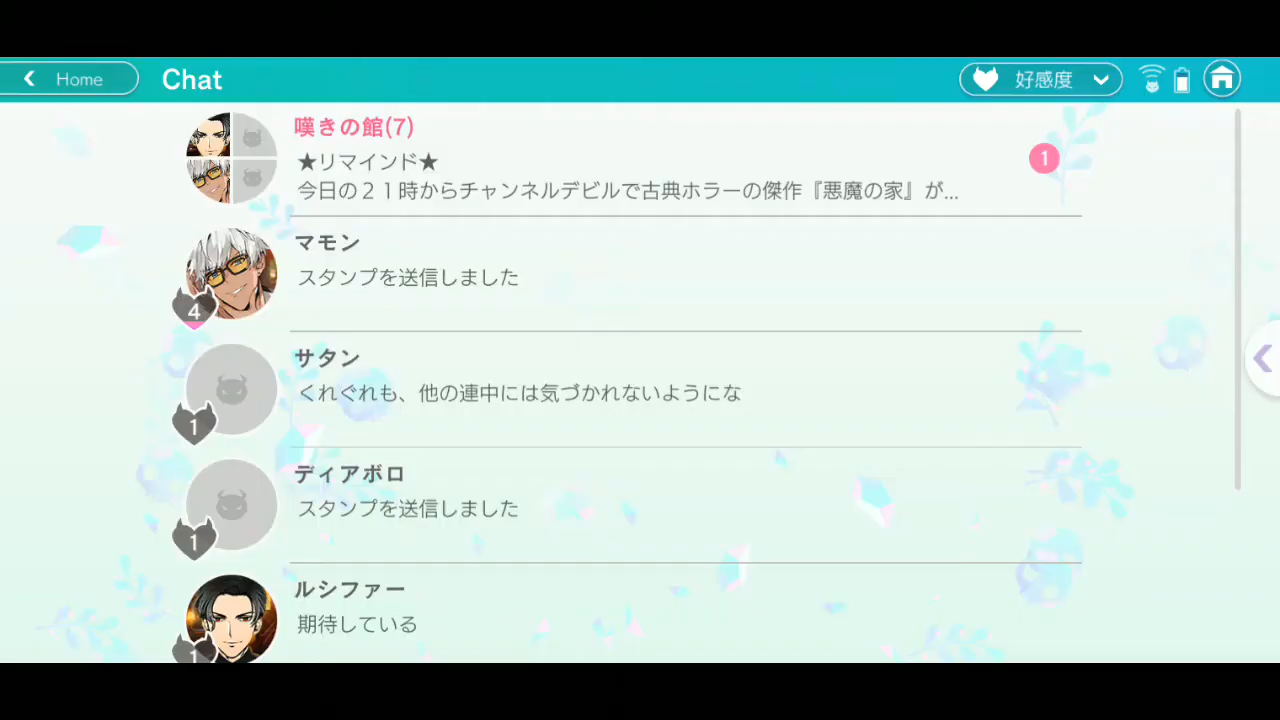 Home
Chat
好感度
嘆きの館(7)
★リマインド★
1
今日の２１時からチャンネルデビルで古典ホラーの傑作『悪魔の家』が...
マモン
スタンプを送信しました
4
サタン
くれぐれも、他の連中には気づかれないようにな
1
ディアボロ
スタンプを送信しました
1
ルシファー
期待している
1